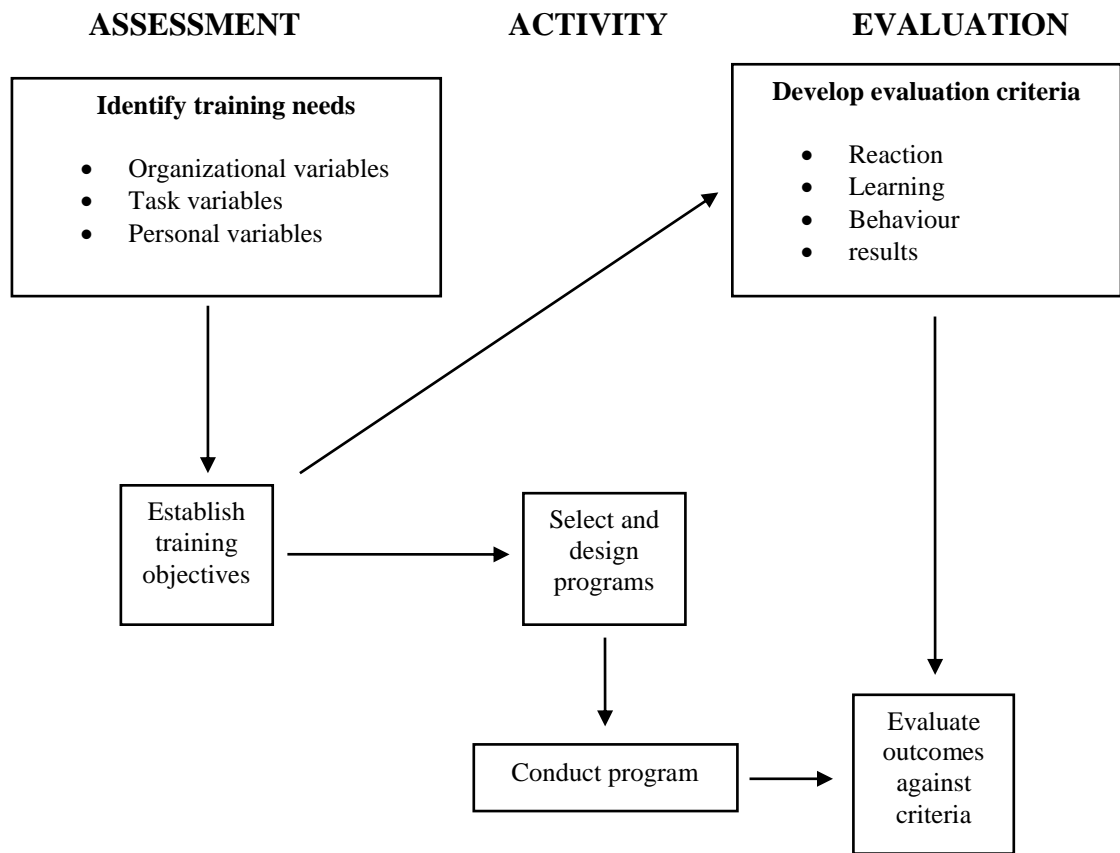 ASSESSMENT ACTIVITY EVALUATION
Identify training needs
• Organizational variables
• Task variables
• Personal variables
Develop evaluation criteria
• Reaction
• Learning
• Behaviour
• results
Establish
training
objectives
Select and
design
programs
Conduct program
Evaluate
outcomes
against
criteria